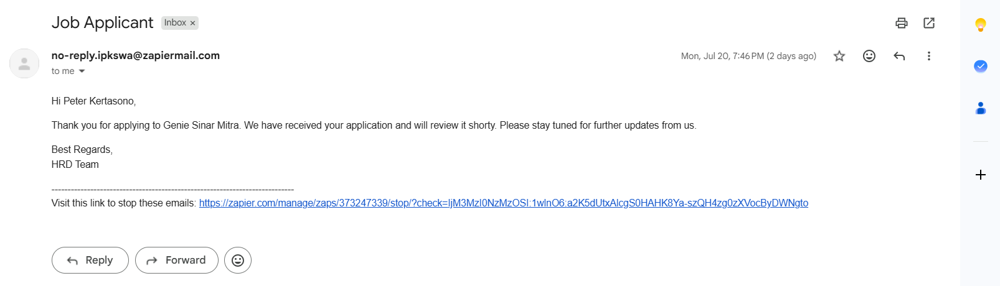 Job Applicant Inbox ×
no-reply.ipkswa@zapiermail.com
Mon, Jul 20, 7:46 PM (2 days ago)
to me
Hi Peter Kertasono,
Thank you for applying to Genie Sinar Mitra. We have received your application and will review it shorty. Please stay tuned for further updates from us.
Best Regards,
HRD Team
---------------------------------------------------------------------------
Visit this link to stop these emails: https://zapier.com/manage/zaps/373247339/stop/?check=IjM3MzI0NzMzOSI:1wlnO6:a2K5dUtxAlcgS0HAHK8Ya-szQH4zg0zXVocByDWNgto
Reply Forward